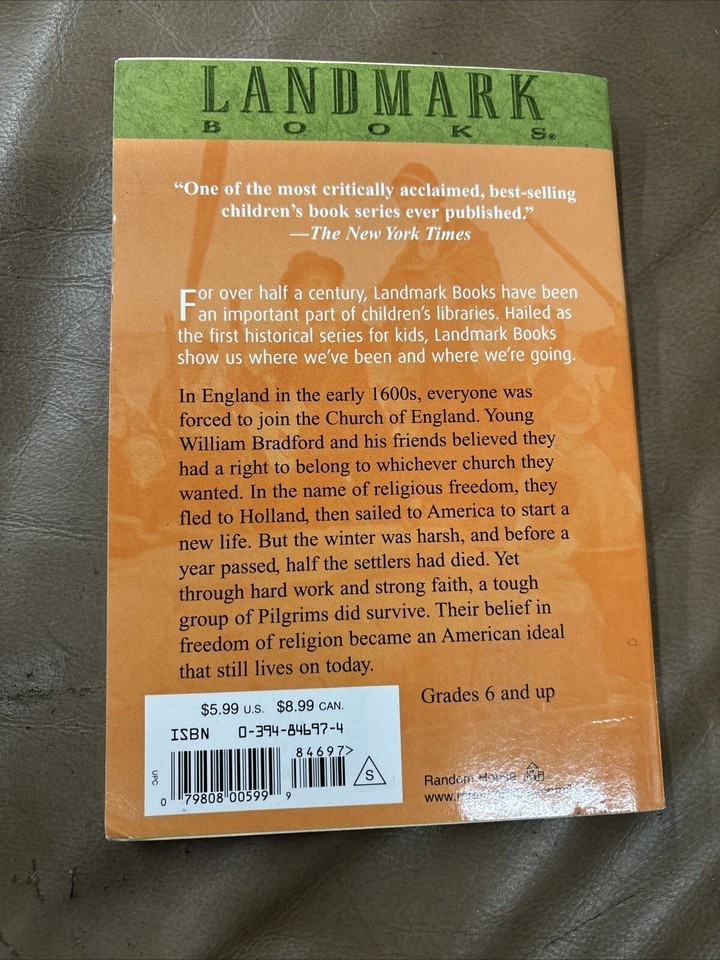 LANDMARK
BOOKS®
“One of the most critically acclaimed, best-selling
children’s book series ever published.”
—The New York Times
For over half a century, Landmark Books have been
an important part of children’s libraries. Hailed as
the first historical series for kids, Landmark Books
show us where we’ve been and where we’re going.
In England in the early 1600s, everyone was
forced to join the Church of England. Young
William Bradford and his friends believed they
had a right to belong to whichever church they
wanted. In the name of religious freedom, they
fled to Holland, then sailed to America to start a
new life. But the winter was harsh, and before a
year passed, half the settlers had died. Yet
through hard work and strong faith, a tough
group of Pilgrims did survive. Their belief in
freedom of religion became an American ideal
that still lives on today.
Grades 6 and up
$5.99 U.S. $8.99 CAN.
ISBN 0-394-84697-4
84697>
S
UPC
0 79808 00599 9
Random House
www.